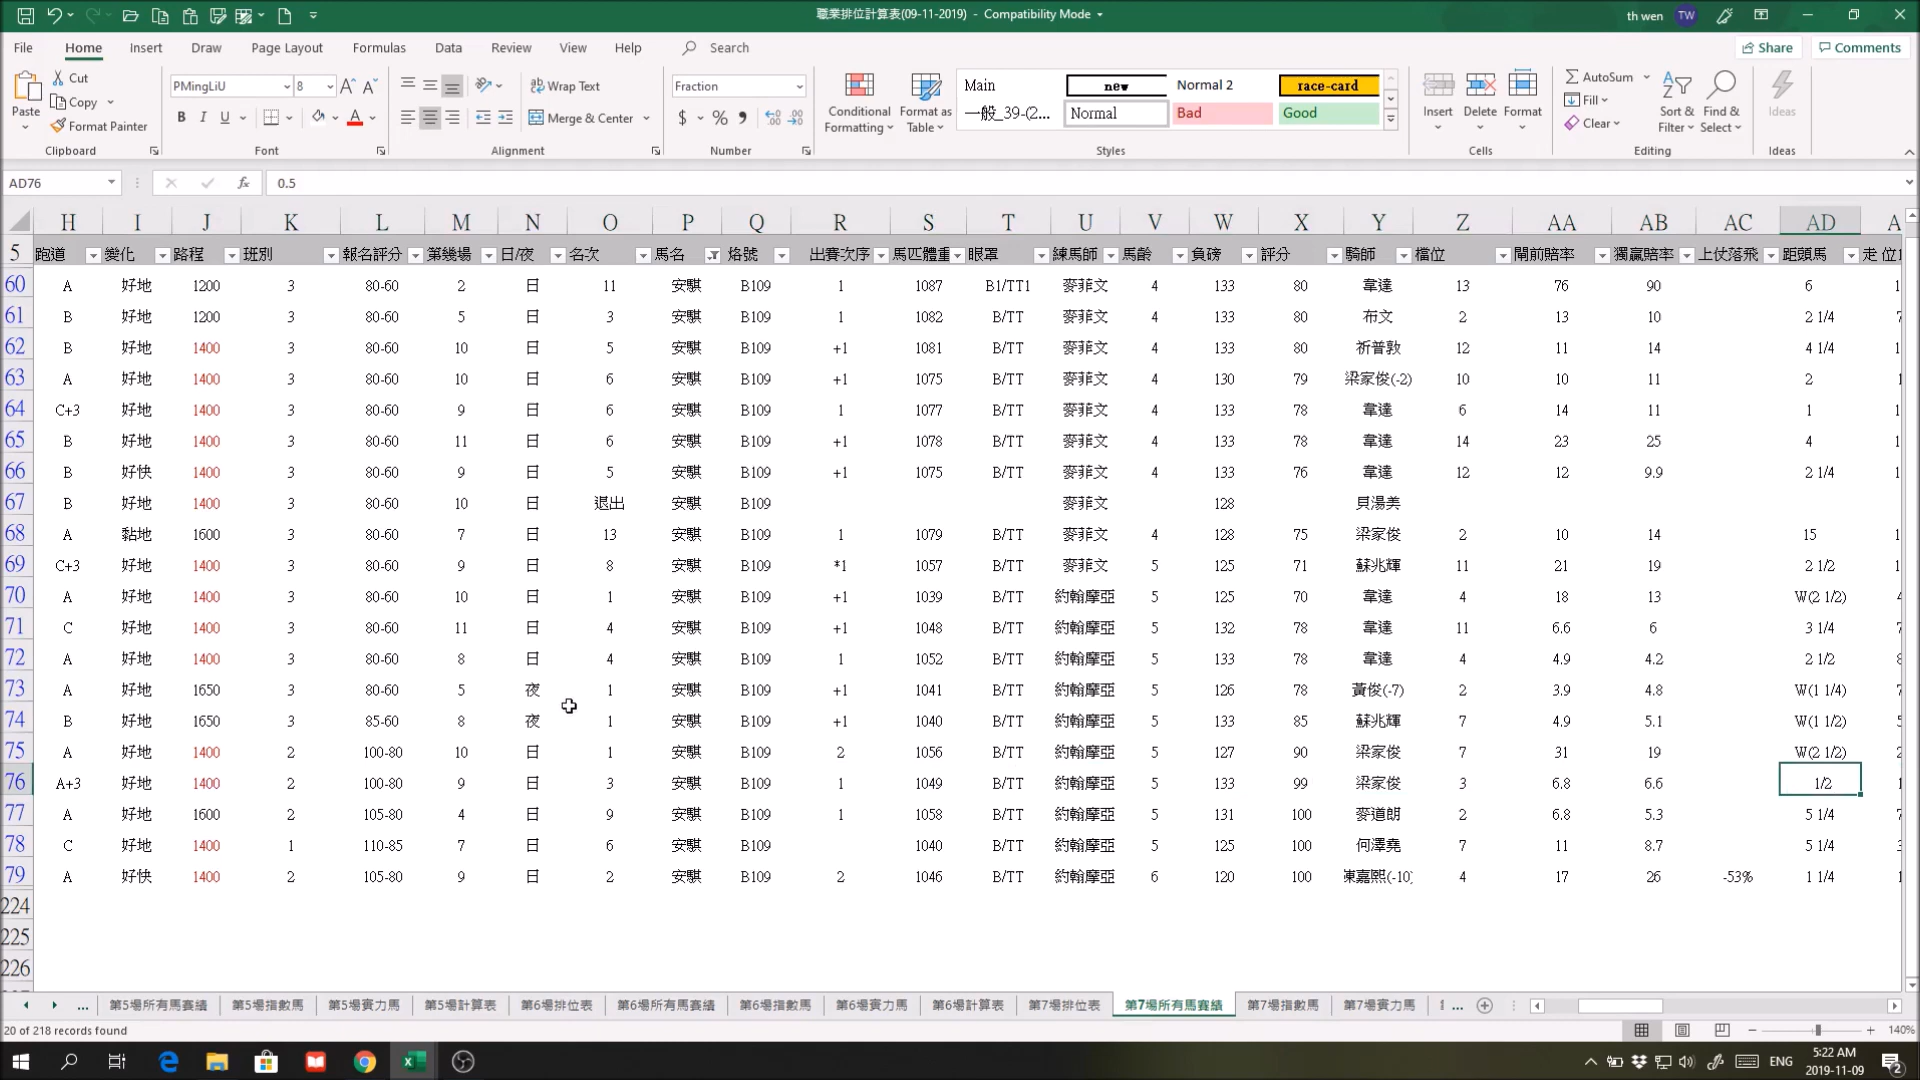 職業排位計算表(09-11-2019) - Compatibility Mode
th wen TW
File Home Insert Draw Page Layout Formulas Data Review View Help Search Share Comments
Paste Cut Copy Format Painter Clipboard
PMingLiU 8 B I U Font
Wrap Text Merge & Center Alignment
Fraction $ % Number
Conditional Formatting Format as Table
Main new Normal 2 race-card
一般_39-(2... Normal Bad Good
Styles
Insert Delete Format Cells
AutoSum Fill Clear Sort & Filter Find & Select Editing
Ideas Ideas
AD76 fx 0.5
H I J K L M N O P Q R S T U V W X Y Z AA AB AC AD A
5 跑道 變化 路程 班別 報名評分 第幾場 日/夜 名次 馬名 烙號 出賽次序 馬匹體重 眼罩 練馬師 馬齡 負磅 評分 騎師 檔位 閘前賠率 獨贏賠率 上仗落飛 距頭馬 走位
60 A 好地 1200 3 80-60 2 日 11 安騏 B109 1 1087 B1/TT1 麥菲文 4 133 80 韋達 13 76 90 6 1
61 B 好地 1200 3 80-60 5 日 3 安騏 B109 1 1082 B/TT 麥菲文 4 133 80 布文 2 13 10 2 1/4 7
62 B 好地 1400 3 80-60 10 日 5 安騏 B109 +1 1081 B/TT 麥菲文 4 133 80 祈普敦 12 11 14 4 1/4 1
63 A 好地 1400 3 80-60 10 日 6 安騏 B109 +1 1075 B/TT 麥菲文 4 130 79 梁家俊(-2) 10 10 11 2 1
64 C+3 好地 1400 3 80-60 9 日 6 安騏 B109 1 1077 B/TT 麥菲文 4 133 78 韋達 6 14 11 1 1
65 B 好地 1400 3 80-60 11 日 6 安騏 B109 +1 1078 B/TT 麥菲文 4 133 78 韋達 14 23 25 4 1
66 B 好快 1400 3 80-60 9 日 5 安騏 B109 +1 1075 B/TT 麥菲文 4 133 76 韋達 12 12 9.9 2 1/4 1
67 B 好地 1400 3 80-60 10 日 退出 安騏 B109 麥菲文 128 貝湯美
68 A 黏地 1600 3 80-60 7 日 13 安騏 B109 1 1079 B/TT 麥菲文 4 128 75 梁家俊 2 10 14 15 1
69 C+3 好地 1400 3 80-60 9 日 8 安騏 B109 *1 1057 B/TT 麥菲文 5 125 71 蘇兆輝 11 21 19 2 1/2 1
70 A 好地 1400 3 80-60 10 日 1 安騏 B109 +1 1039 B/TT 約翰摩亞 5 125 70 韋達 4 18 13 W(2 1/2) 4
71 C 好地 1400 3 80-60 11 日 4 安騏 B109 +1 1048 B/TT 約翰摩亞 5 132 78 韋達 11 6.6 6 3 1/4 7
72 A 好地 1400 3 80-60 8 日 4 安騏 B109 1 1052 B/TT 約翰摩亞 5 133 78 韋達 4 4.9 4.2 2 1/2 8
73 A 好地 1650 3 80-60 5 夜 1 安騏 B109 +1 1041 B/TT 約翰摩亞 5 126 78 黃俊(-7) 2 3.9 4.8 W(1 1/4) 7
74 B 好地 1650 3 85-60 8 夜 1 安騏 B109 +1 1040 B/TT 約翰摩亞 5 133 85 蘇兆輝 7 4.9 5.1 W(1 1/2) 5
75 A 好地 1400 2 100-80 10 日 1 安騏 B109 2 1056 B/TT 約翰摩亞 5 127 90 梁家俊 7 31 19 W(2 1/2) 2
76 A+3 好地 1400 2 100-80 9 日 3 安騏 B109 1 1049 B/TT 約翰摩亞 5 133 99 梁家俊 3 6.8 6.6 1/2 1
77 A 好地 1600 2 105-80 4 日 9 安騏 B109 1 1058 B/TT 約翰摩亞 5 131 100 麥道朗 2 6.8 5.3 5 1/4 7
78 C 好地 1400 1 110-85 7 日 6 安騏 B109 1040 B/TT 約翰摩亞 5 125 100 何澤堯 7 11 8.7 5 1/4 3
79 A 好快 1400 2 105-80 9 日 2 安騏 B109 2 1046 B/TT 約翰摩亞 6 120 100 陳嘉熙(-10) 4 17 26 -53% 1 1/4 1
224
225
226
... 第5場所有馬賽績 第5場指數馬 第5場實力馬 第5場計算表 第6場排位表 第6場所有馬賽績 第6場指數馬 第6場實力馬 第6場計算表 第7場排位表 第7場所有馬賽績 第7場指數馬 第7場實力馬 ...
20 of 218 records found 140%
ENG 5:22 AM
2019-11-09 2